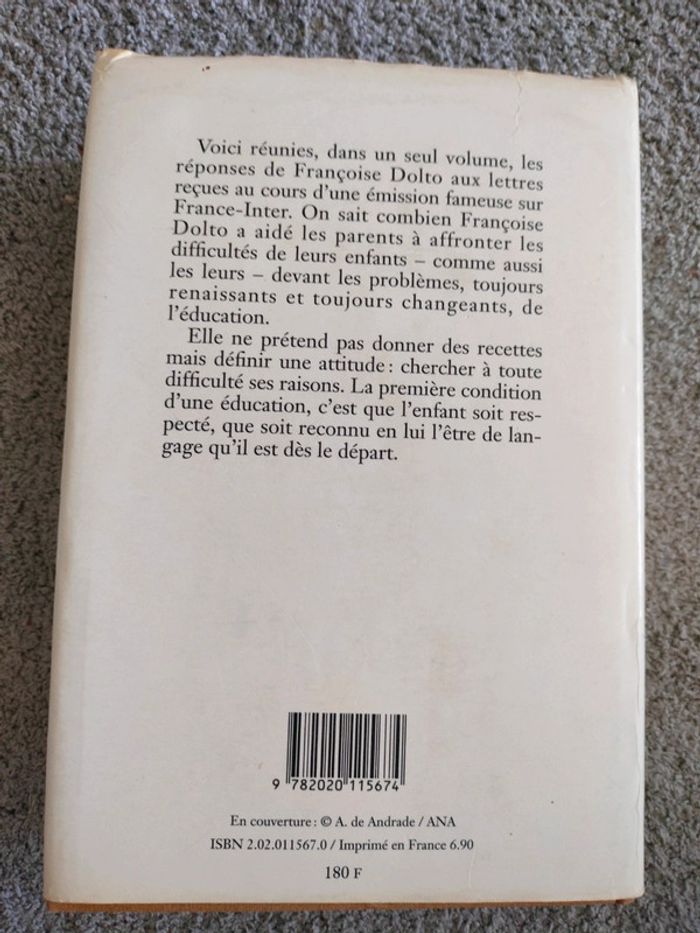 Voici réunies, dans un seul volume, les
réponses de Françoise Dolto aux lettres
reçues au cours d'une émission fameuse sur
France-Inter. On sait combien Françoise
Dolto a aidé les parents à affronter les
difficultés de leurs enfants – comme aussi
les leurs – devant les problèmes, toujours
renaissants et toujours changeants, de
l'éducation.
Elle ne prétend pas donner des recettes
mais définir une attitude : chercher à toute
difficulté ses raisons. La première condition
d'une éducation, c'est que l'enfant soit res-
pecté, que soit reconnu en lui l'être de lan-
gage qu'il est dès le départ.
9 782020 115674
En couverture : © A. de Andrade / ANA
ISBN 2.02.011567.0 / Imprimé en France 6.90
180 F